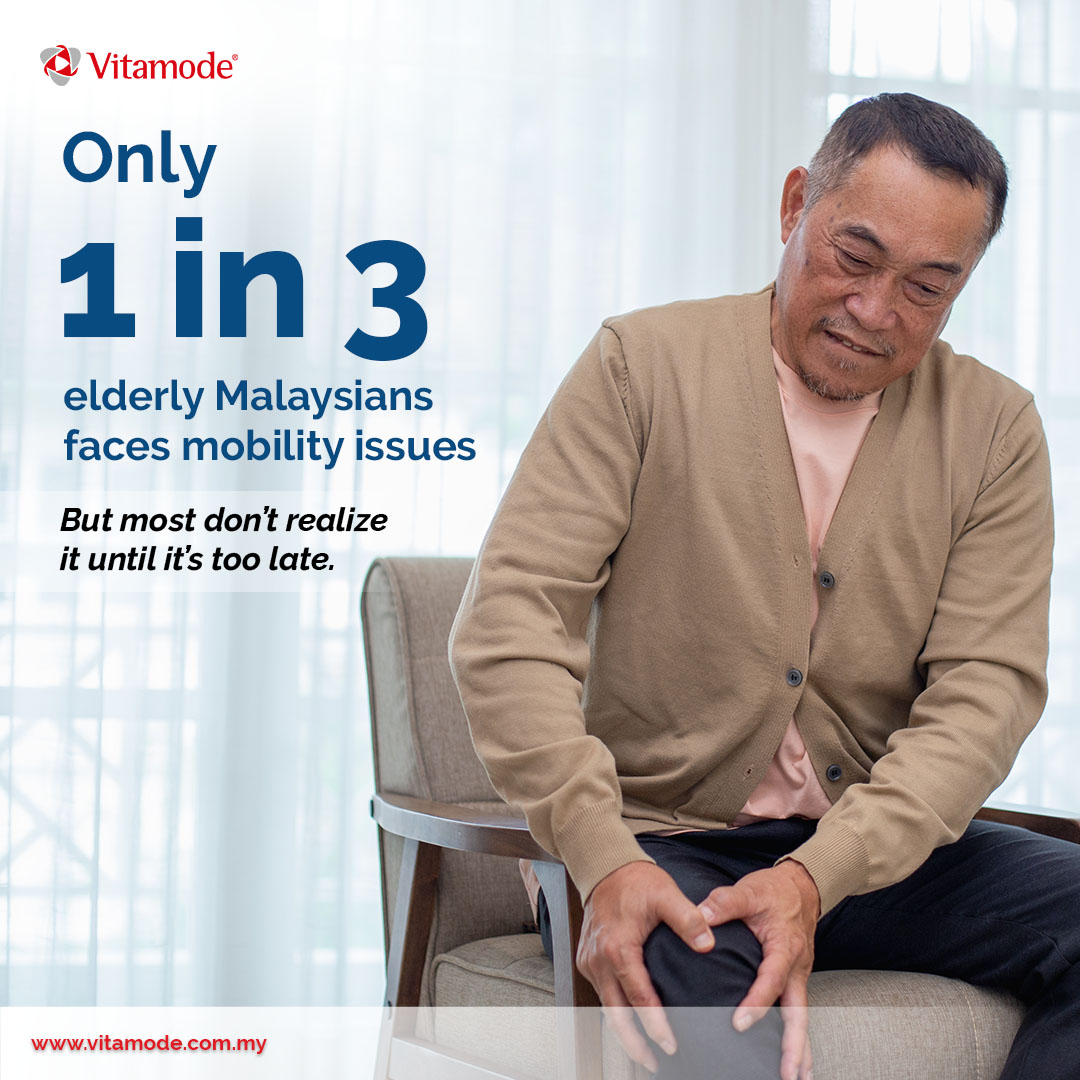 Vitamode®
Only
1 in 3
elderly Malaysians
faces mobility issues
But most don't realize
it until it's too late.
www.vitamode.com.my